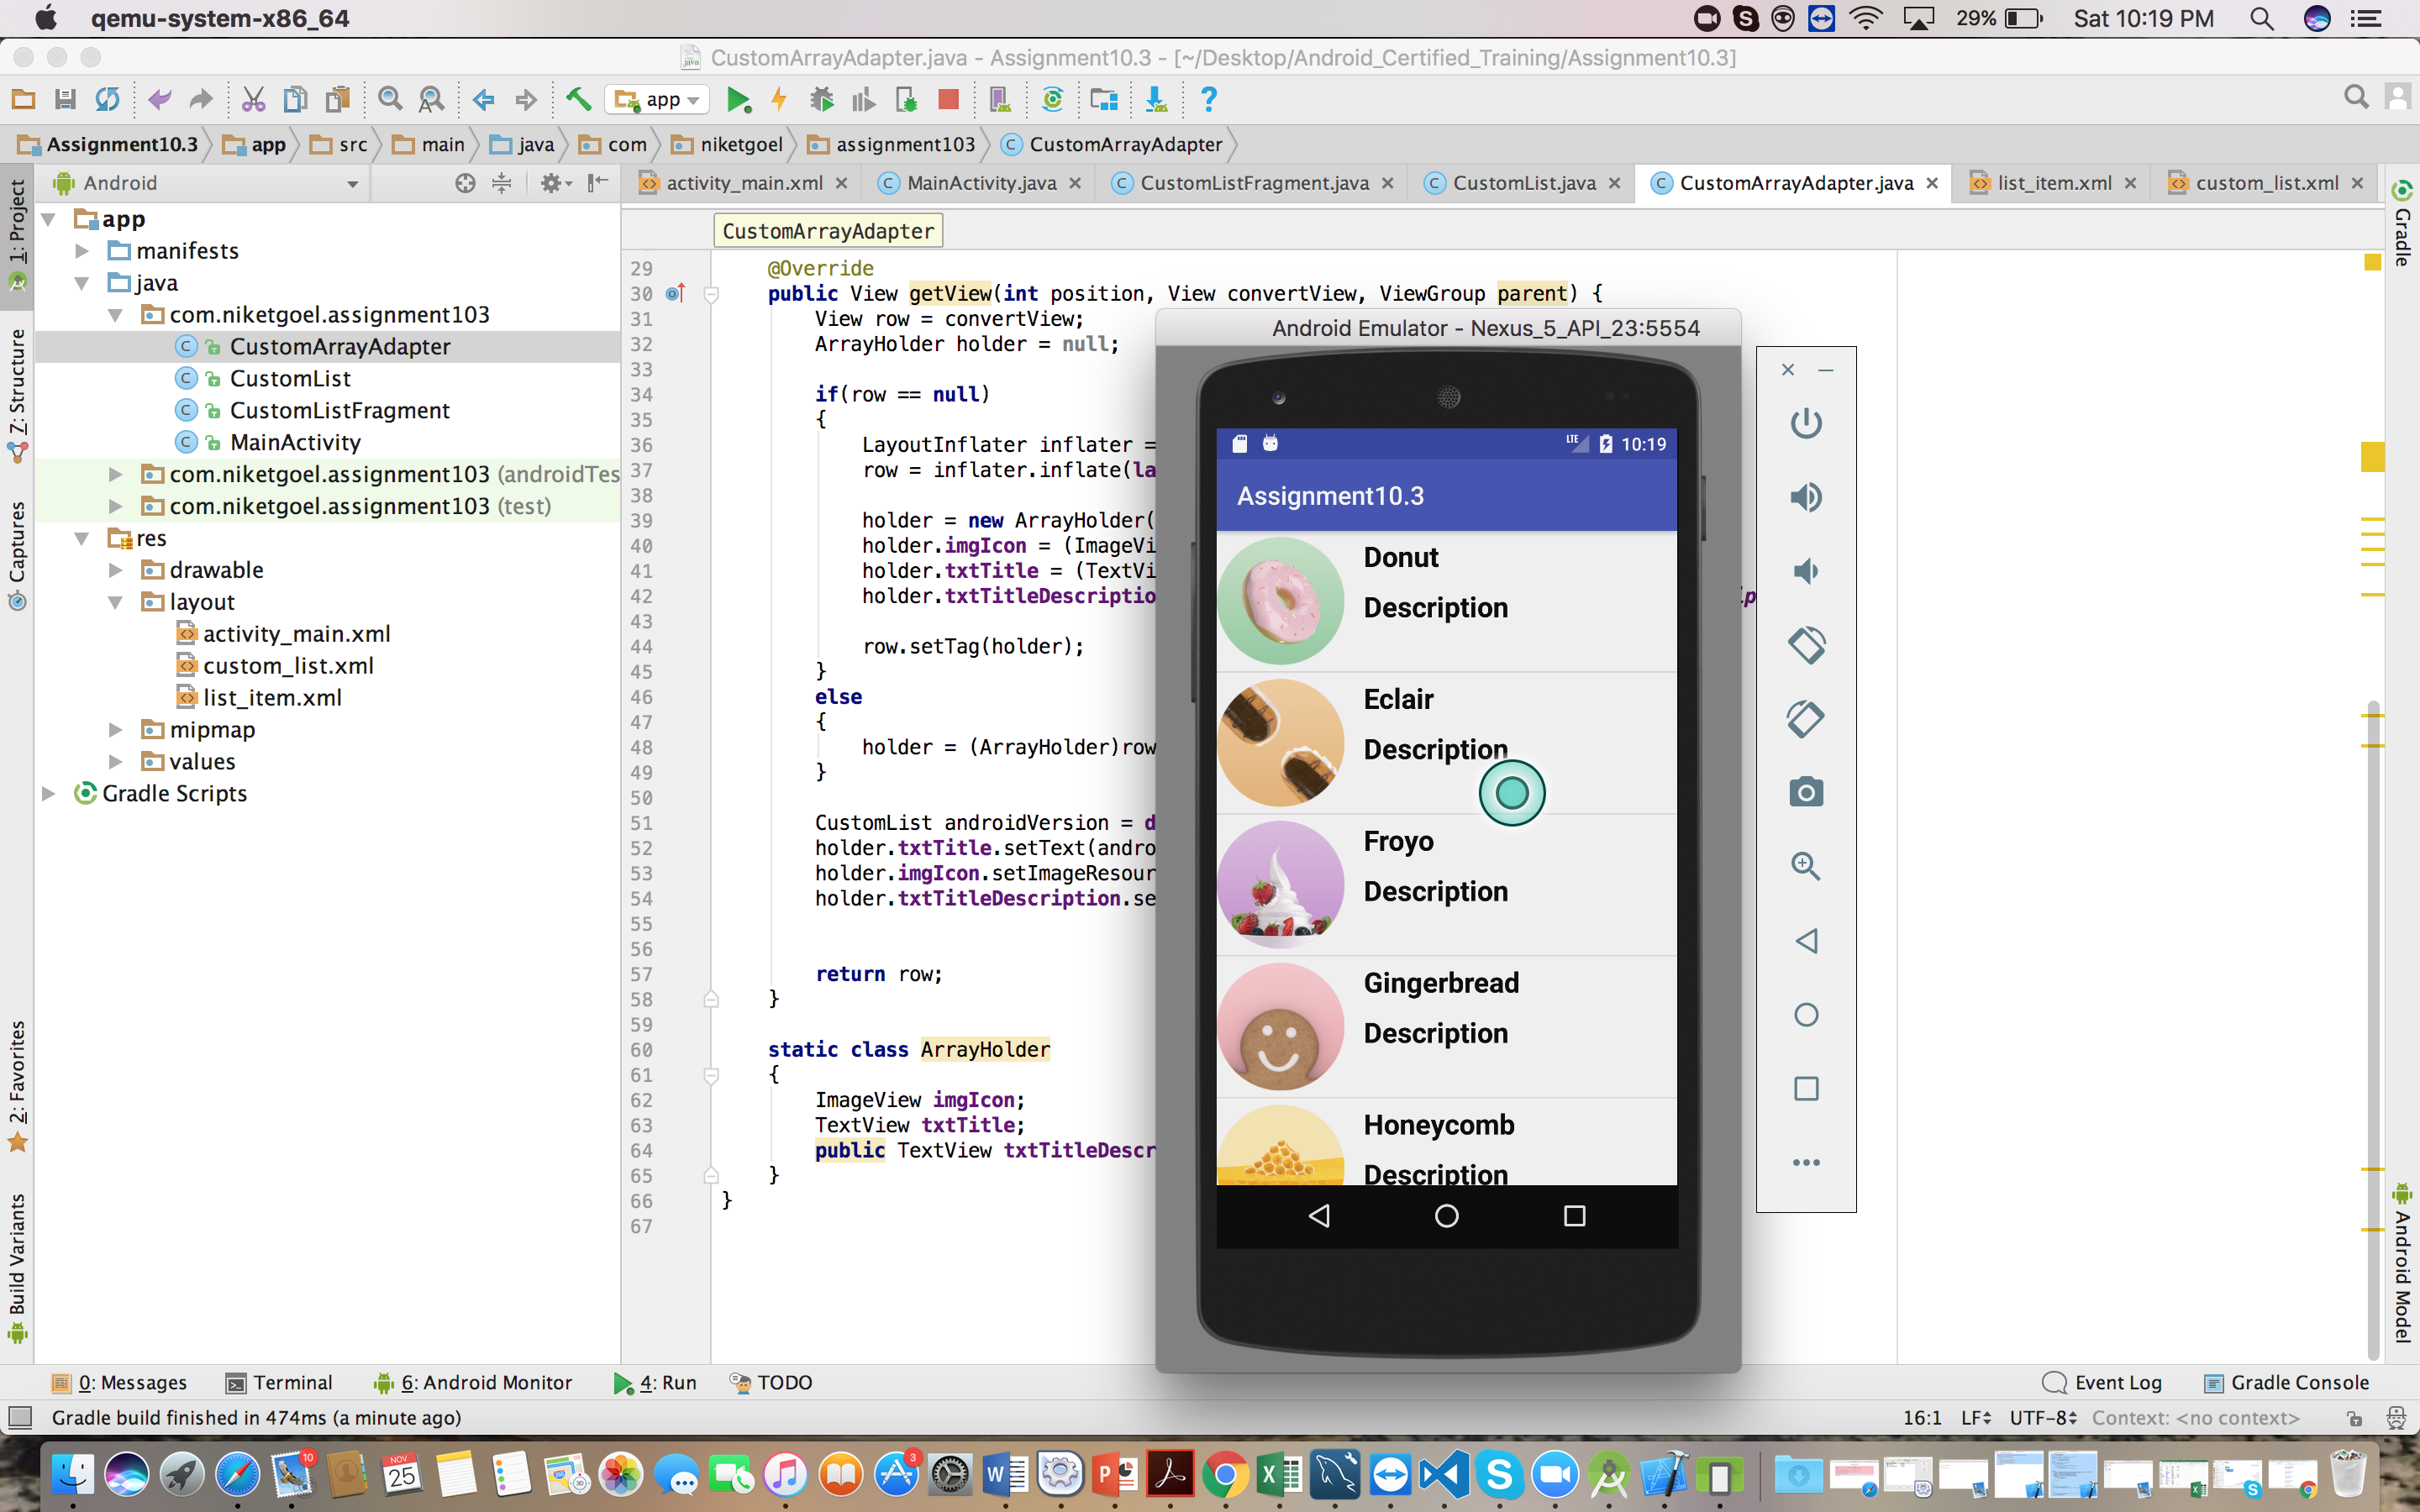 qemu-system-x86_64
29%
Sat 10:19 PM
CustomArrayAdapter.java - Assignment10.3 - [~/Desktop/Android_Certified_Training/Assignment10.3]
app
Assignment10.3 app src main java com niketgoel assignment103 CustomArrayAdapter
Android
activity_main.xml MainActivity.java CustomListFragment.java CustomList.java CustomArrayAdapter.java list_item.xml custom_list.xml
1: Project
7: Structure
Captures
2: Favorites
Build Variants
app
manifests
java
com.niketgoel.assignment103
CustomArrayAdapter
CustomList
CustomListFragment
MainActivity
com.niketgoel.assignment103 (androidTes
com.niketgoel.assignment103 (test)
res
drawable
layout
activity_main.xml
custom_list.xml
list_item.xml
mipmap
values
Gradle Scripts
CustomArrayAdapter
29 @Override
30 public View getView(int position, View convertView, ViewGroup parent) {
31 View row = convertView;
32 ArrayHolder holder = null;
33
34 if(row == null)
35 {
36 LayoutInflater inflater =
37 row = inflater.inflate(la
38
39 holder = new ArrayHolder(
40 holder.imgIcon = (ImageVi
41 holder.txtTitle = (TextVi
42 holder.txtTitleDescriptio
43
44 row.setTag(holder);
45 }
46 else
47 {
48 holder = (ArrayHolder)row
49 }
50
51 CustomList androidVersion = d
52 holder.txtTitle.setText(andro
53 holder.imgIcon.setImageResour
54 holder.txtTitleDescription.se
55
56
57 return row;
58 }
59
60 static class ArrayHolder
61 {
62 ImageView imgIcon;
63 TextView txtTitle;
64 public TextView txtTitleDescr
65 }
66 }
67
Android Emulator - Nexus_5_API_23:5554
LTE 10:19
Assignment10.3
Donut
Description
Eclair
Description
Froyo
Description
Gingerbread
Description
Honeycomb
Description
Gradle
Android Model
0: Messages Terminal 6: Android Monitor 4: Run TODO Event Log Gradle Console
Gradle build finished in 474ms (a minute ago)
16:1 LF UTF-8 Context: <no context>
10
NOV
25
3